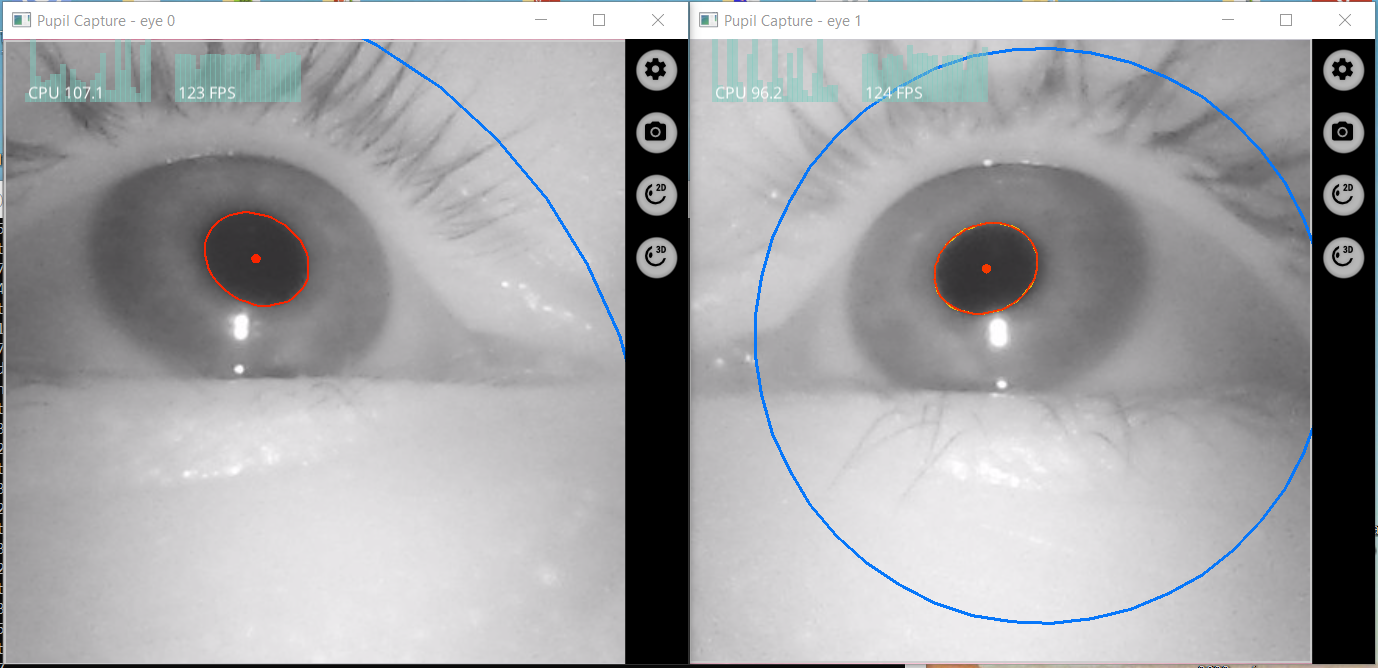 Pupil Capture - eye 0
CPU 107.1 123 FPS
2D
3D
Pupil Capture - eye 1
CPU 96.2 124 FPS
2D
3D